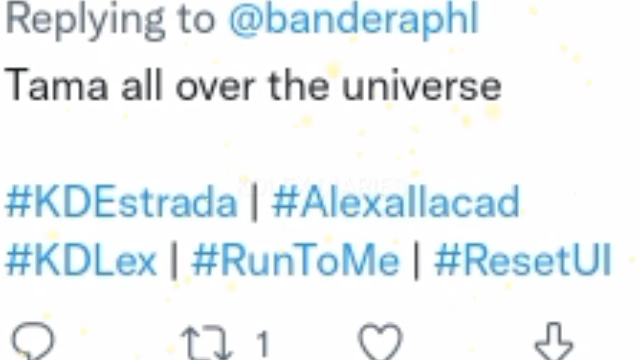 Replying to @banderaphl
Tama all over the universe
#KDEstrada | #Alexallacad
#KDLex | #RunToMe | #ResetUI
1